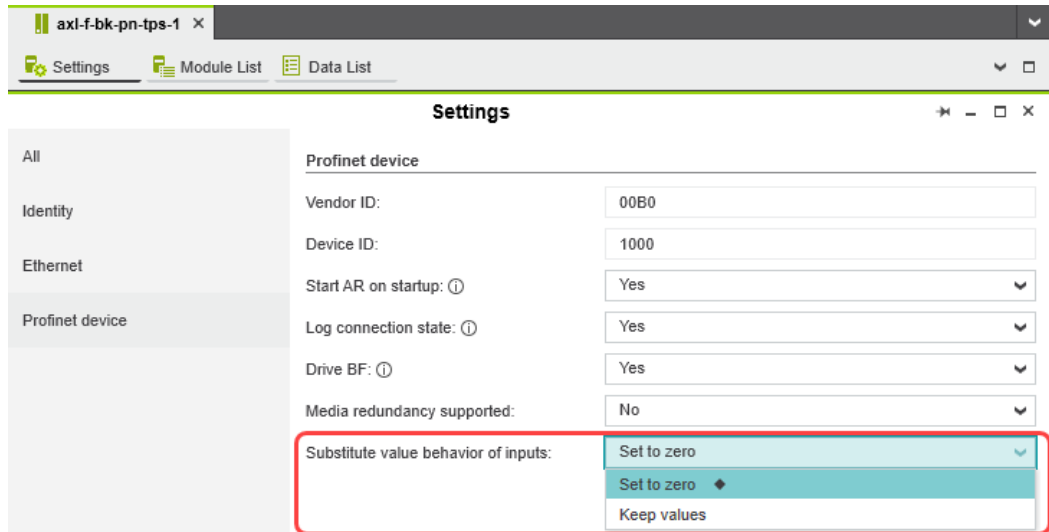 axl-f-bk-pn-tps-1
Settings Module List Data List
Settings
All
Identity
Ethernet
Profinet device
Profinet device
Vendor ID: 00B0
Device ID: 1000
Start AR on startup: Yes
Log connection state: Yes
Drive BF: Yes
Media redundancy supported: No
Substitute value behavior of inputs: Set to zero
Set to zero
Keep values